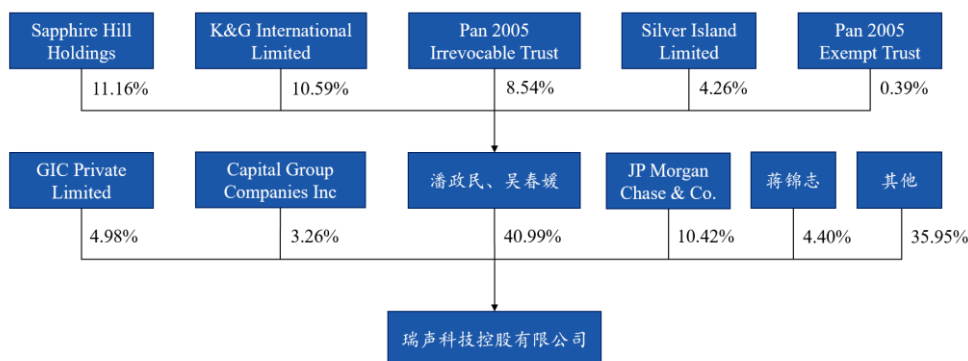 Sapphire Hill
Holdings
K&G International
Limited
Pan 2005
Irrevocable Trust
Silver Island
Limited
Pan 2005
Exempt Trust
11.16%
10.59%
8.54%
4.26%
0.39%
GIC Private
Limited
Capital Group
Companies Inc
潘政民、吴春媛
JP Morgan
Chase & Co.
蒋锦志
其他
4.98%
3.26%
40.99%
10.42%
4.40%
35.95%
瑞声科技控股有限公司